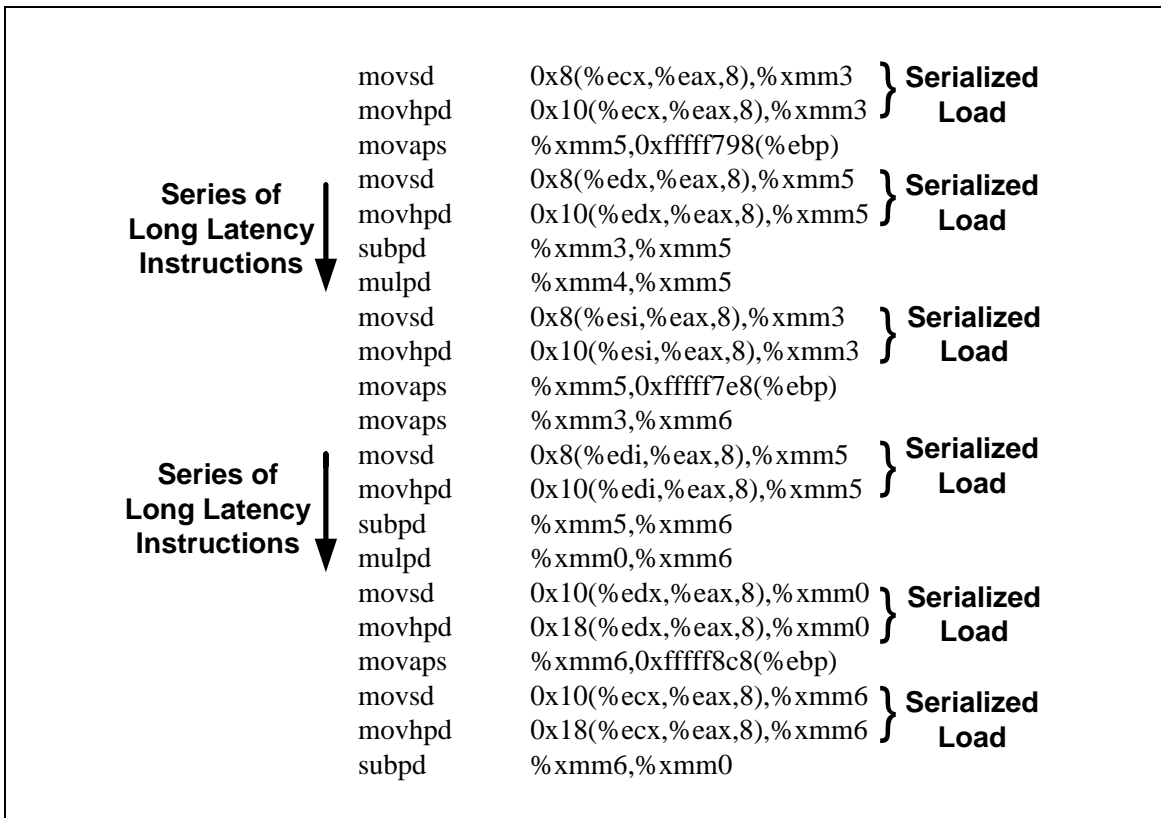 movsd 0x8(%ecx,%eax,8),%xmm3
movhpd 0x10(%ecx,%eax,8),%xmm3
Serialized
Load
movaps %xmm5,0xfffff798(%ebp)
movsd 0x8(%edx,%eax,8),%xmm5
movhpd 0x10(%edx,%eax,8),%xmm5
Serialized
Load
subpd %xmm3,%xmm5
mulpd %xmm4,%xmm5
Series of
Long Latency
Instructions
movsd 0x8(%esi,%eax,8),%xmm3
movhpd 0x10(%esi,%eax,8),%xmm3
Serialized
Load
movaps %xmm5,0xfffff7e8(%ebp)
movaps %xmm3,%xmm6
movsd 0x8(%edi,%eax,8),%xmm5
movhpd 0x10(%edi,%eax,8),%xmm5
Serialized
Load
subpd %xmm5,%xmm6
mulpd %xmm0,%xmm6
Series of
Long Latency
Instructions
movsd 0x10(%edx,%eax,8),%xmm0
movhpd 0x18(%edx,%eax,8),%xmm0
Serialized
Load
movaps %xmm6,0xfffff8c8(%ebp)
movsd 0x10(%ecx,%eax,8),%xmm6
movhpd 0x18(%ecx,%eax,8),%xmm6
Serialized
Load
subpd %xmm6,%xmm0